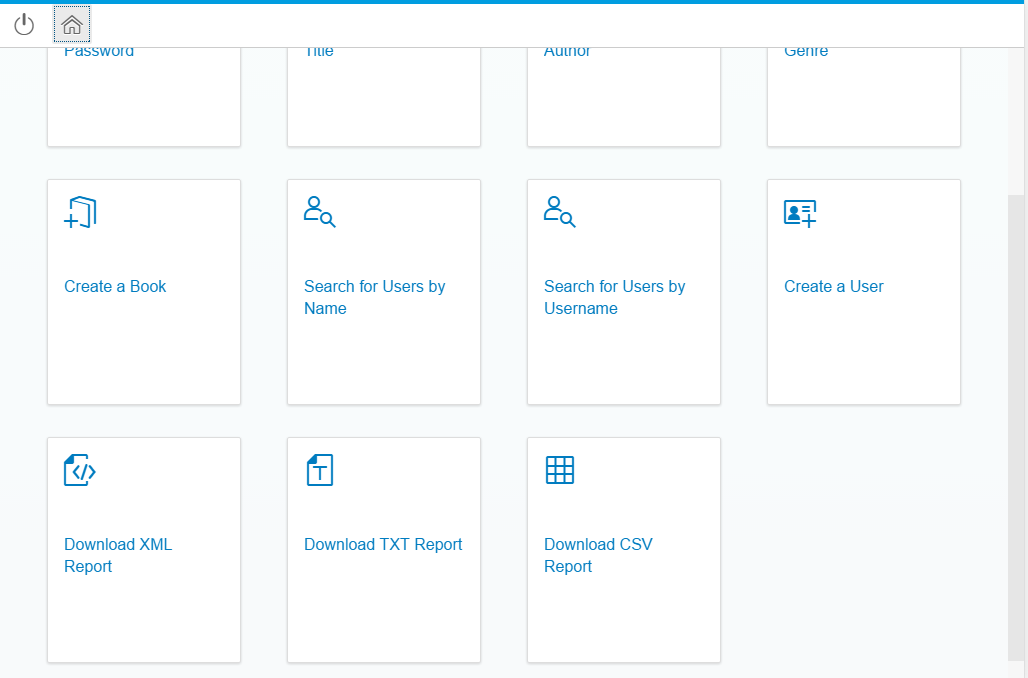 Password
Title
Author
Genre
Create a Book
Search for Users by
Name
Search for Users by
Username
Create a User
T
Download XML
Report
Download TXT Report
Download CSV
Report